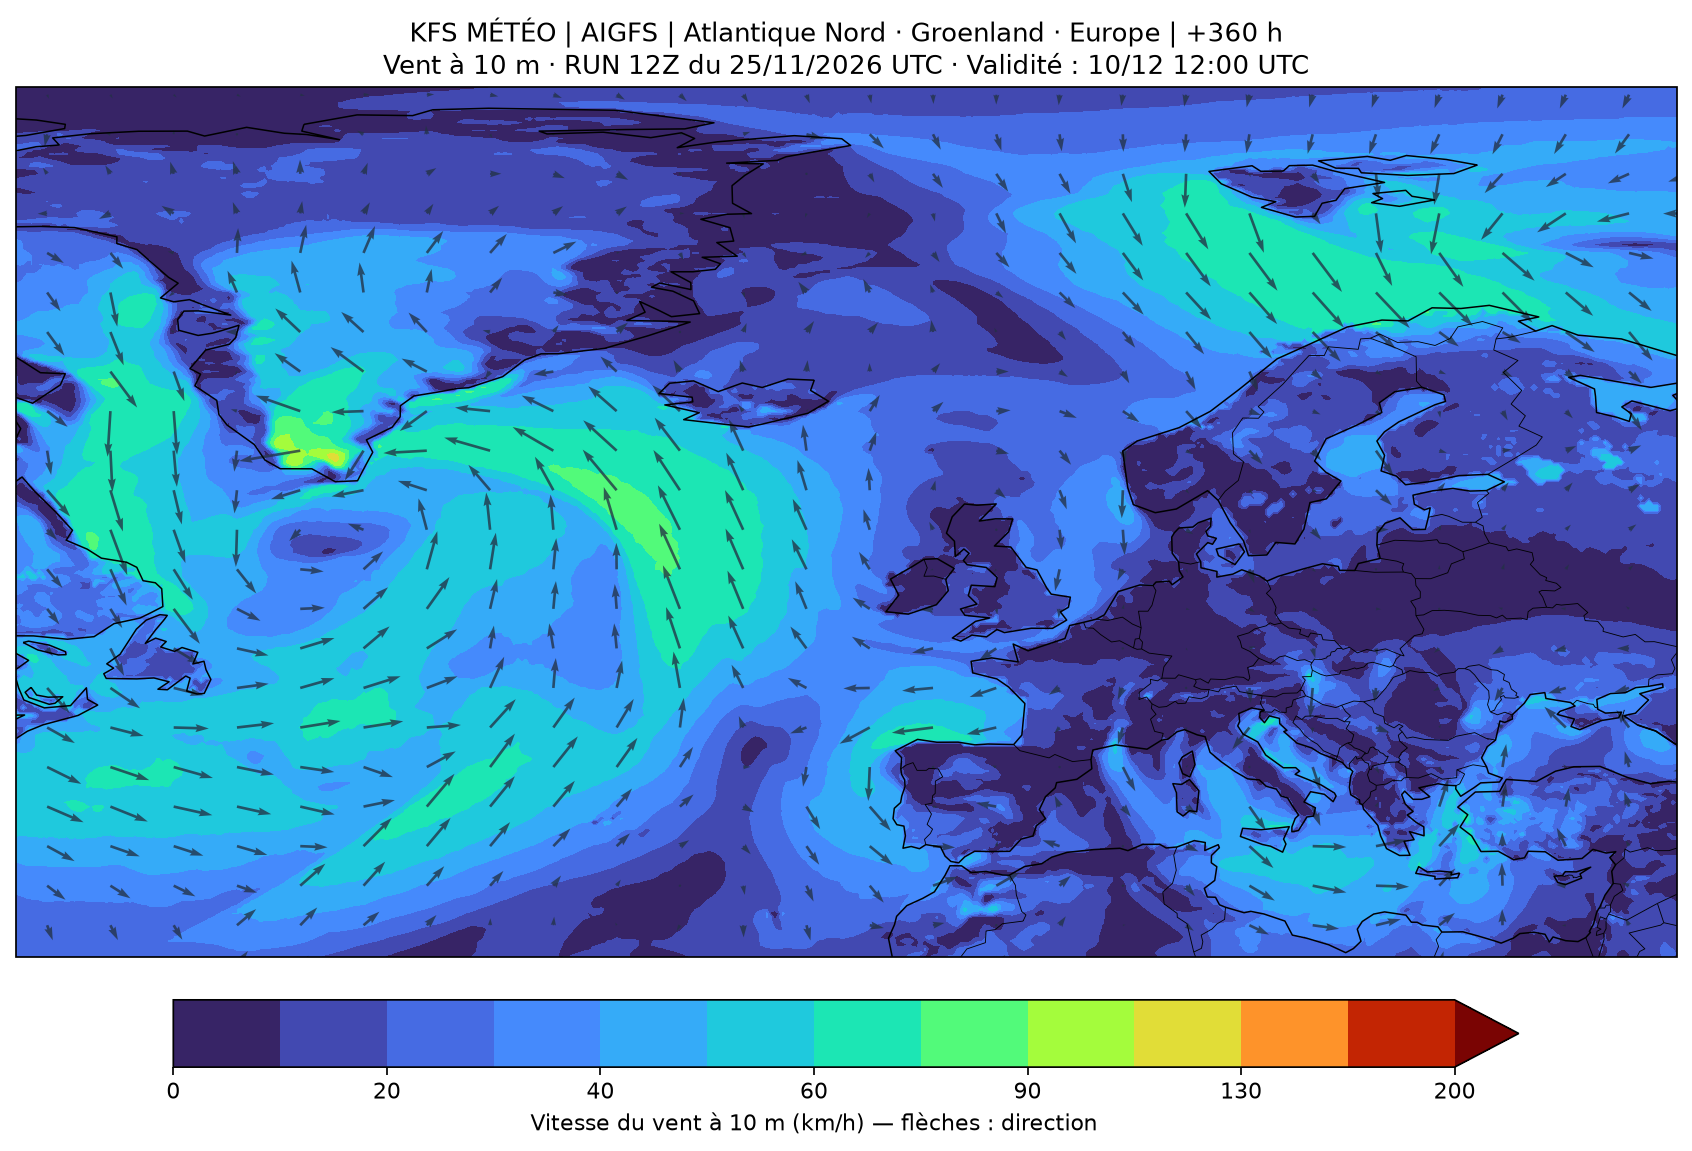 KFS MÉTÉO | AIGFS | Atlantique Nord · Groenland · Europe | +360 h
Vent à 10 m · RUN 12Z du 25/11/2026 UTC · Validité : 10/12 12:00 UTC
0 20 40 60 90 130 200
Vitesse du vent à 10 m (km/h) — flèches : direction